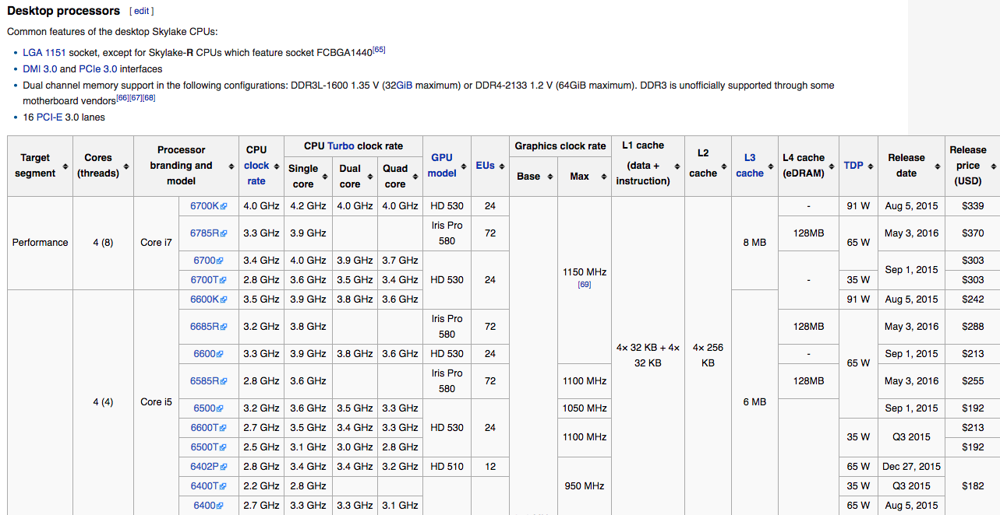 Desktop processors [ edit ]
Common features of the desktop Skylake CPUs:
• LGA 1151 socket, except for Skylake-R CPUs which feature socket FCBGA1440[65]
• DMI 3.0 and PCIe 3.0 interfaces
• Dual channel memory support in the following configurations: DDR3L-1600 1.35 V (32GiB maximum) or DDR4-2133 1.2 V (64GiB maximum). DDR3 is unofficially supported through some
motherboard vendors[66][67][68]
• 16 PCI-E 3.0 lanes
Target segment Cores (threads) Processor branding and model CPU clock rate CPU Turbo clock rate GPU model EUs Graphics clock rate L1 cache (data + instruction) L2 cache L3 cache L4 cache (eDRAM) TDP Release date Release price (USD)
Single core Dual core Quad core Base Max
Performance 4 (8) Core i7 6700K 4.0 GHz 4.2 GHz 4.0 GHz 4.0 GHz HD 530 24 1150 MHz [69] 4× 32 KB + 4× 32 KB 4× 256 KB 8 MB - 91 W Aug 5, 2015 $339
6785R 3.3 GHz 3.9 GHz Iris Pro 580 72 128MB 65 W May 3, 2016 $370
6700 3.4 GHz 4.0 GHz 3.9 GHz 3.7 GHz HD 530 24 - Sep 1, 2015 $303
6700T 2.8 GHz 3.6 GHz 3.5 GHz 3.4 GHz 35 W $303
4 (4) Core i5 6600K 3.5 GHz 3.9 GHz 3.8 GHz 3.6 GHz 6 MB 91 W Aug 5, 2015 $242
6685R 3.2 GHz 3.8 GHz Iris Pro 580 72 128MB 65 W May 3, 2016 $288
6600 3.3 GHz 3.9 GHz 3.8 GHz 3.6 GHz HD 530 24 - Sep 1, 2015 $213
6585R 2.8 GHz 3.6 GHz Iris Pro 580 72 1100 MHz 128MB May 3, 2016 $255
6500 3.2 GHz 3.6 GHz 3.5 GHz 3.3 GHz HD 530 24 1050 MHz Sep 1, 2015 $192
6600T 2.7 GHz 3.5 GHz 3.4 GHz 3.3 GHz 1100 MHz 35 W Q3 2015 $213
6500T 2.5 GHz 3.1 GHz 3.0 GHz 2.8 GHz $192
6402P 2.8 GHz 3.4 GHz 3.4 GHz 3.2 GHz HD 510 12 950 MHz 65 W Dec 27, 2015 $182
6400T 2.2 GHz 2.8 GHz 35 W Q3 2015
6400 2.7 GHz 3.3 GHz 3.3 GHz 3.1 GHz 65 W Aug 5, 2015